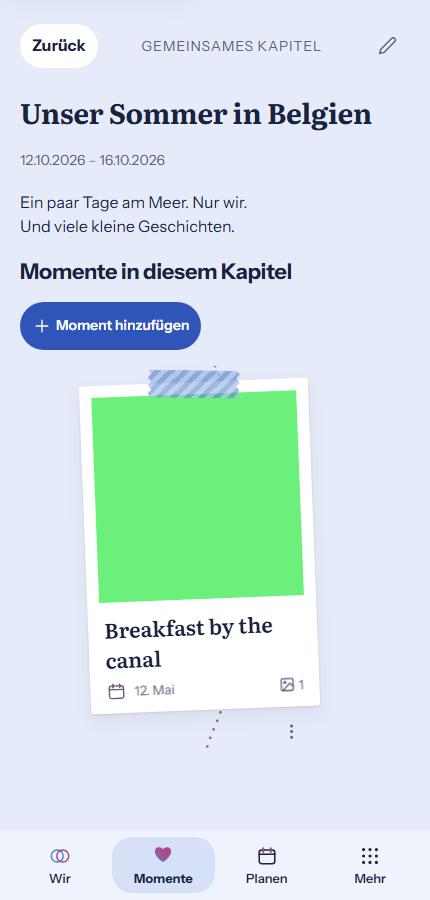 Zurück
GEMEINSAMES KAPITEL
Unser Sommer in Belgien
12.10.2026 – 16.10.2026
Ein paar Tage am Meer. Nur wir.
Und viele kleine Geschichten.
Momente in diesem Kapitel
Moment hinzufügen
Breakfast by the
canal
12. Mai
1
Wir
Momente
Planen
Mehr